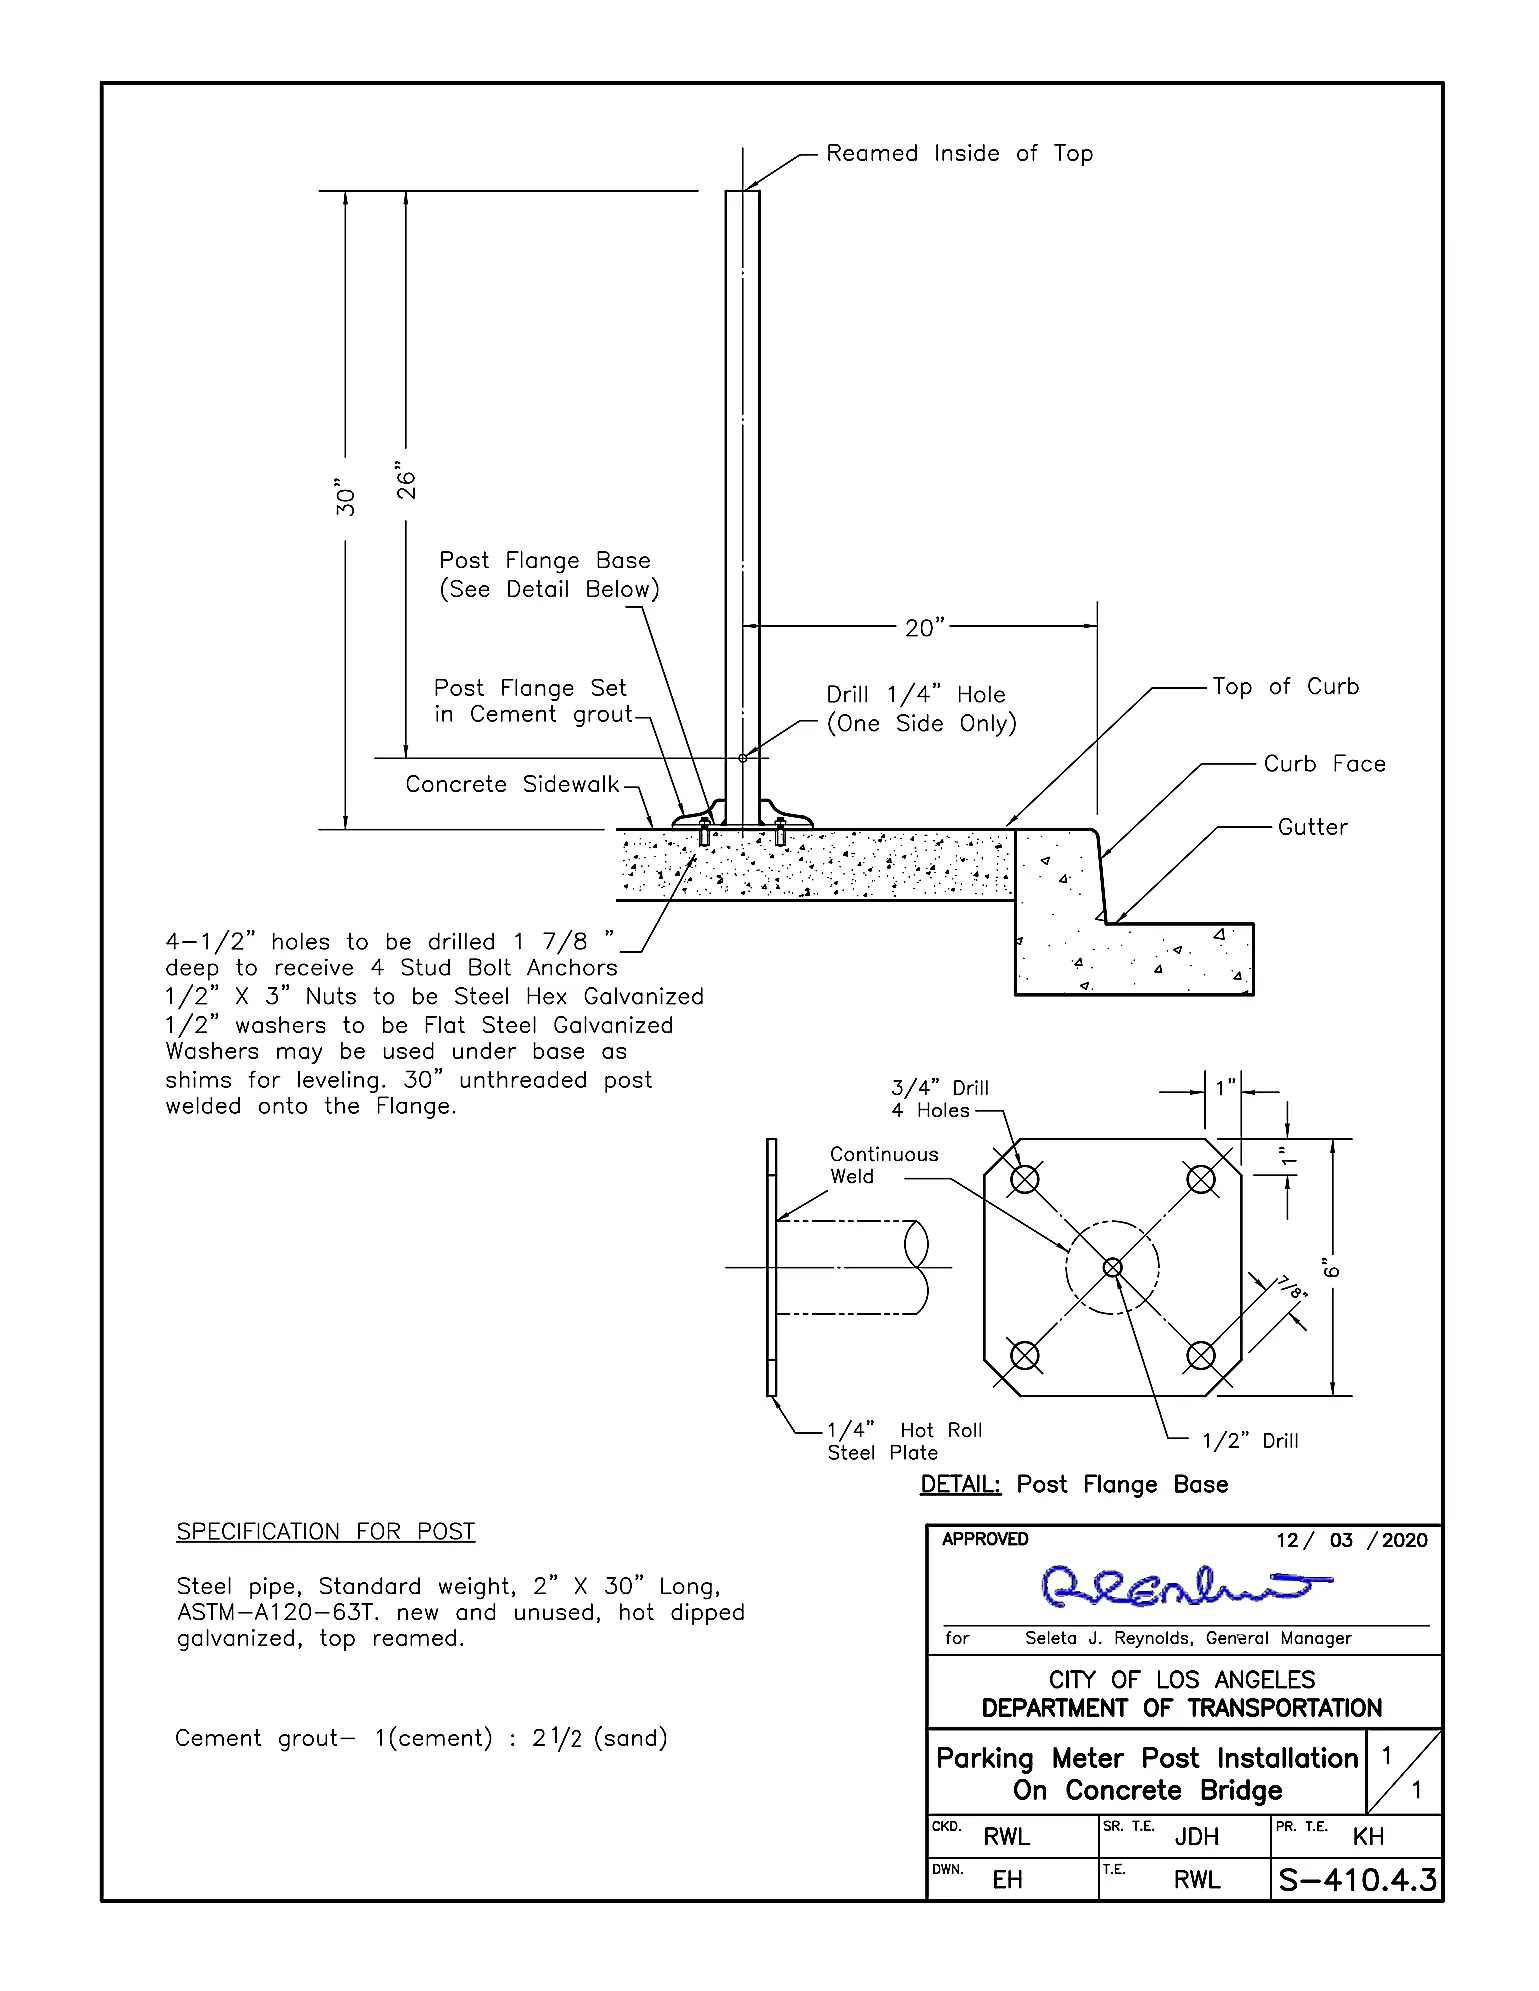 Reamed Inside of Top
30"
26"
Post Flange Base
(See Detail Below)
20"
Post Flange Set
in Cement grout
Drill 1/4" Hole
(One Side Only)
Top of Curb
Concrete Sidewalk
Curb Face
Gutter
4-1/2" holes to be drilled 1 7/8 "
deep to receive 4 Stud Bolt Anchors
1/2" X 3" Nuts to be Steel Hex Galvanized
1/2" washers to be Flat Steel Galvanized
Washers may be used under base as
shims for leveling. 30" unthreaded post
welded onto the Flange.
3/4" Drill
4 Holes
1"
1"
Continuous
Weld
6"
7/8"
1/4" Hot Roll
Steel Plate
1/2" Drill
DETAIL: Post Flange Base
SPECIFICATION FOR POST
Steel pipe, Standard weight, 2" X 30" Long,
ASTM-A120-63T. new and unused, hot dipped
galvanized, top reamed.
Cement grout- 1(cement) : 2 1/2 (sand)
APPROVED 12/ 03 /2020
for Seleta J. Reynolds, General Manager
CITY OF LOS ANGELES
DEPARTMENT OF TRANSPORTATION
Parking Meter Post Installation
On Concrete Bridge
1/1
CKD. RWL SR. T.E. JDH PR. T.E. KH
DWN. EH T.E. RWL S-410.4.3